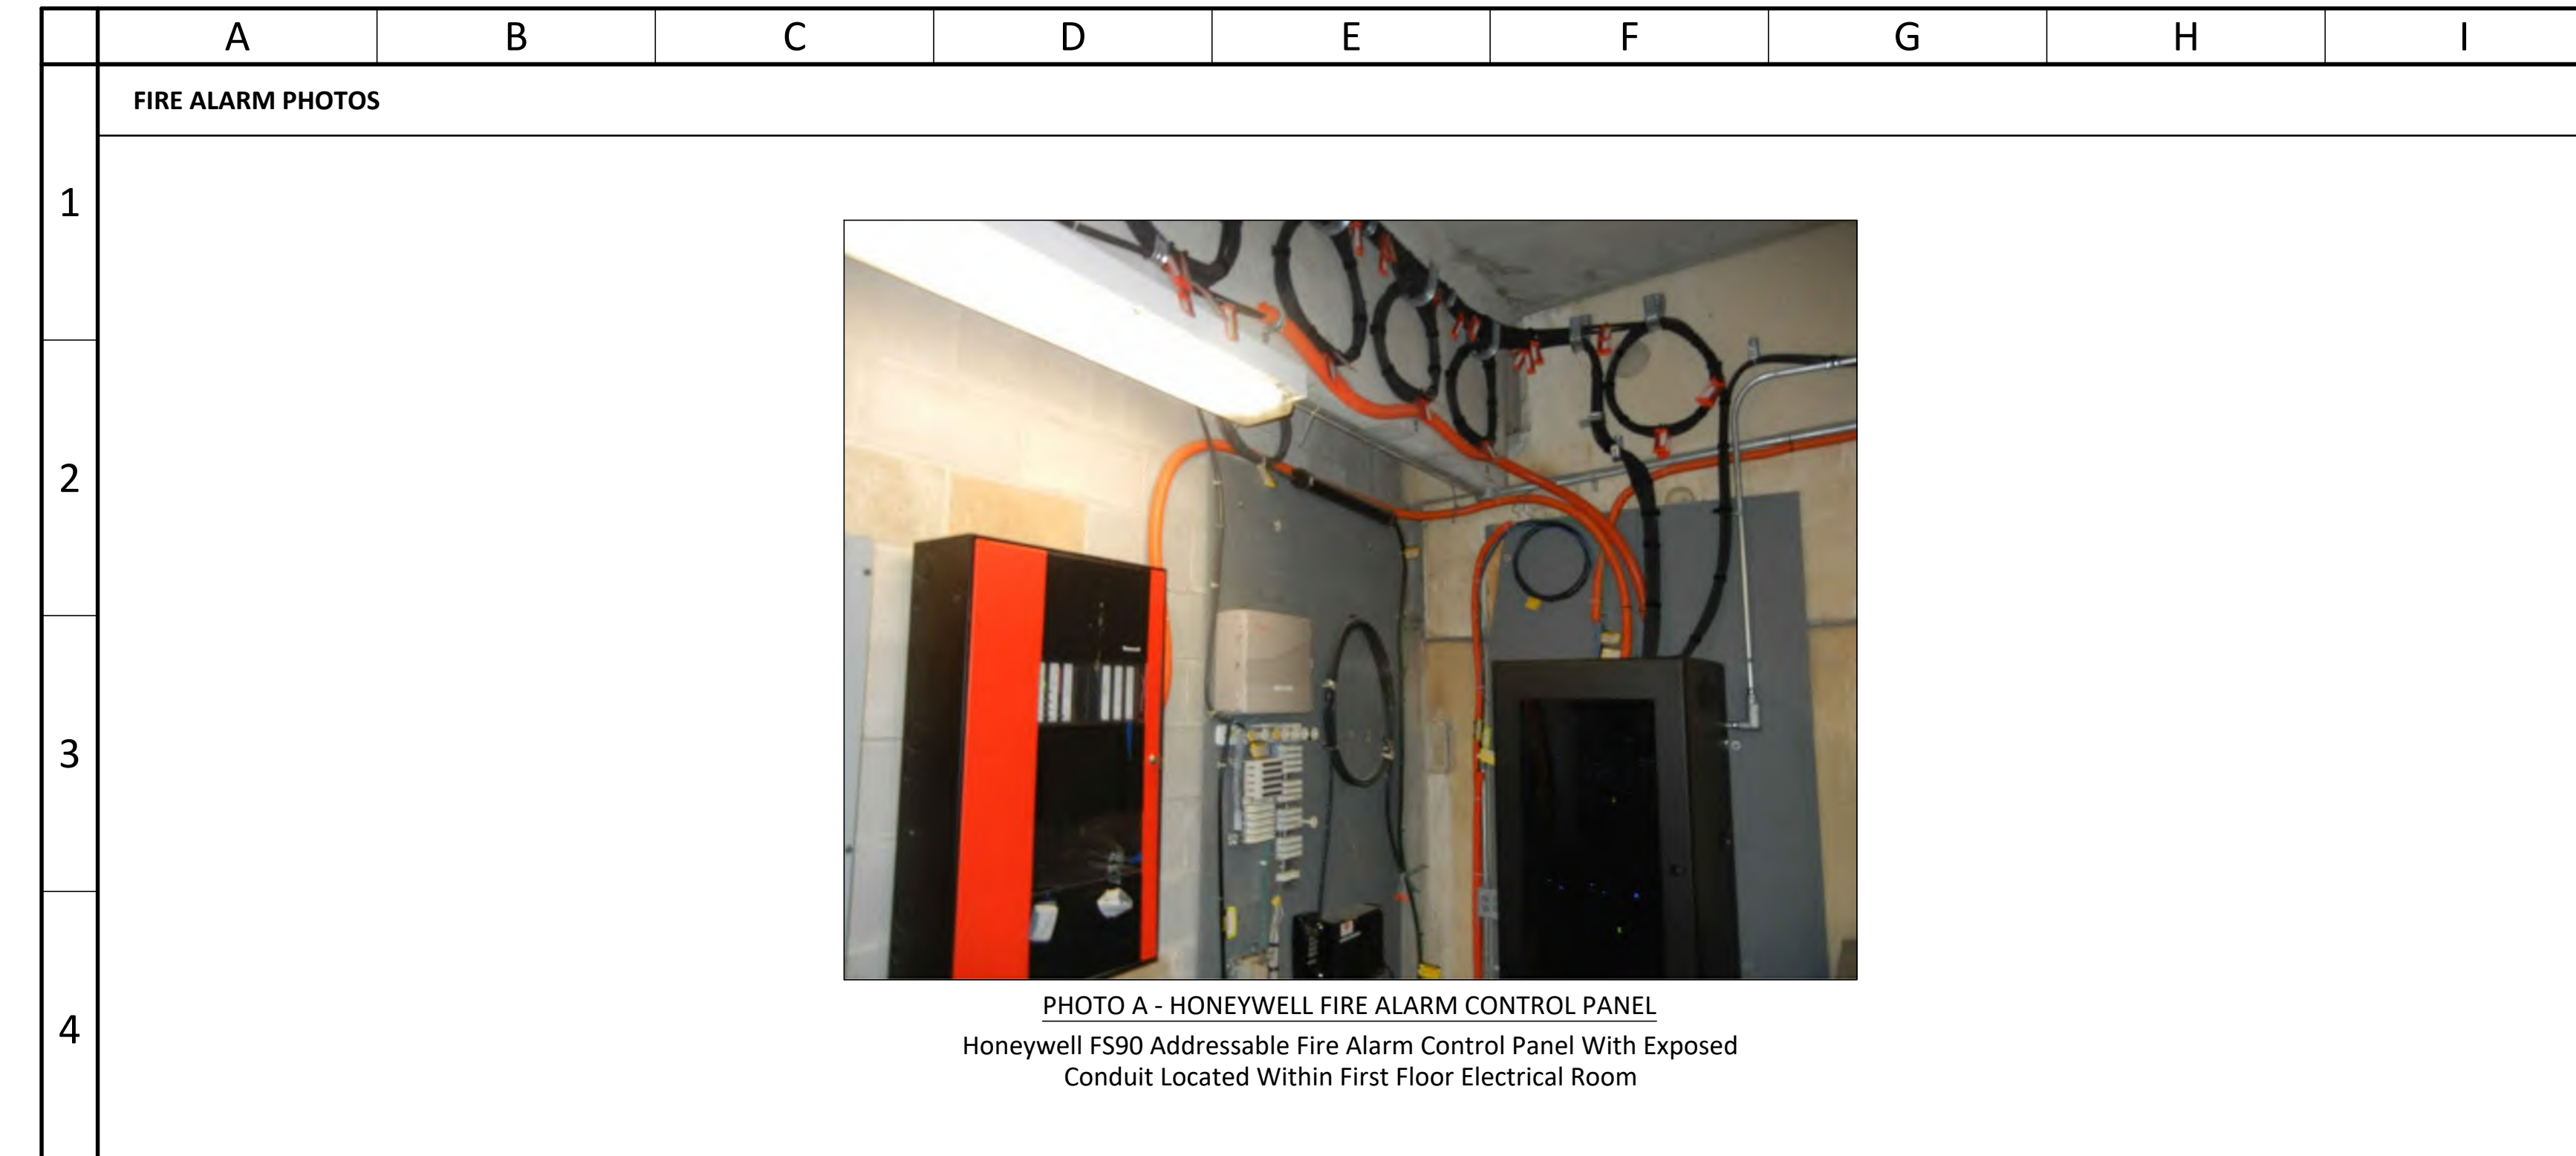 A B C D E F G H I
FIRE ALARM PHOTOS
1
2
3
4
PHOTO A - HONEYWELL FIRE ALARM CONTROL PANEL
Honeywell FS90 Addressable Fire Alarm Control Panel With Exposed
Conduit Located Within First Floor Electrical Room